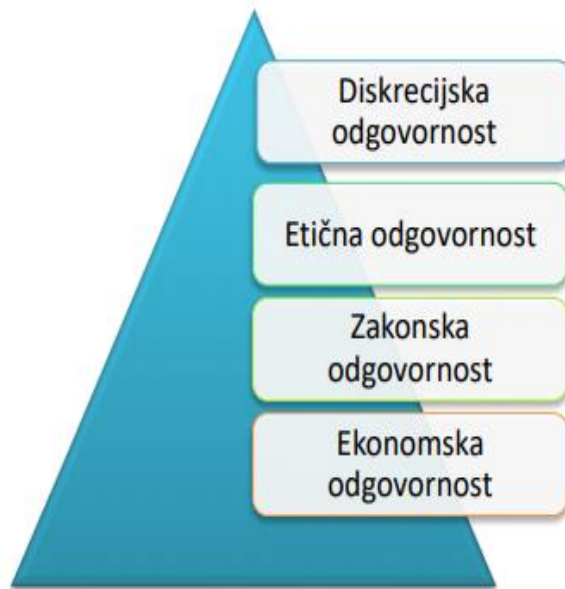 Diskrecijska
odgovornost
Etična odgovornost
Zakonska
odgovornost
Ekonomska
odgovornost